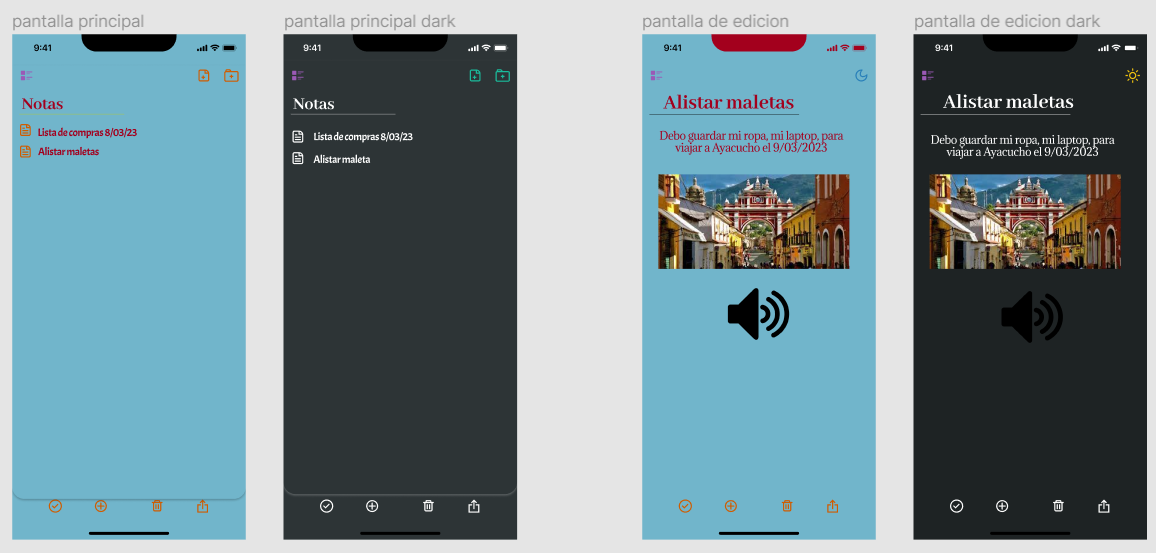 pantalla principal
9:41
Notas
Lista de compras 8/03/23
Alistar maletas
pantalla principal dark
9:41
Notas
Lista de compras 8/03/23
Alistar maleta
pantalla de edicion
9:41
Alistar maletas
Debo guardar mi ropa, mi laptop, para
viajar a Ayacucho el 9/03/2023
pantalla de edicion dark
9:41
Alistar maletas
Debo guardar mi ropa, mi laptop, para
viajar a Ayacucho el 9/03/2023